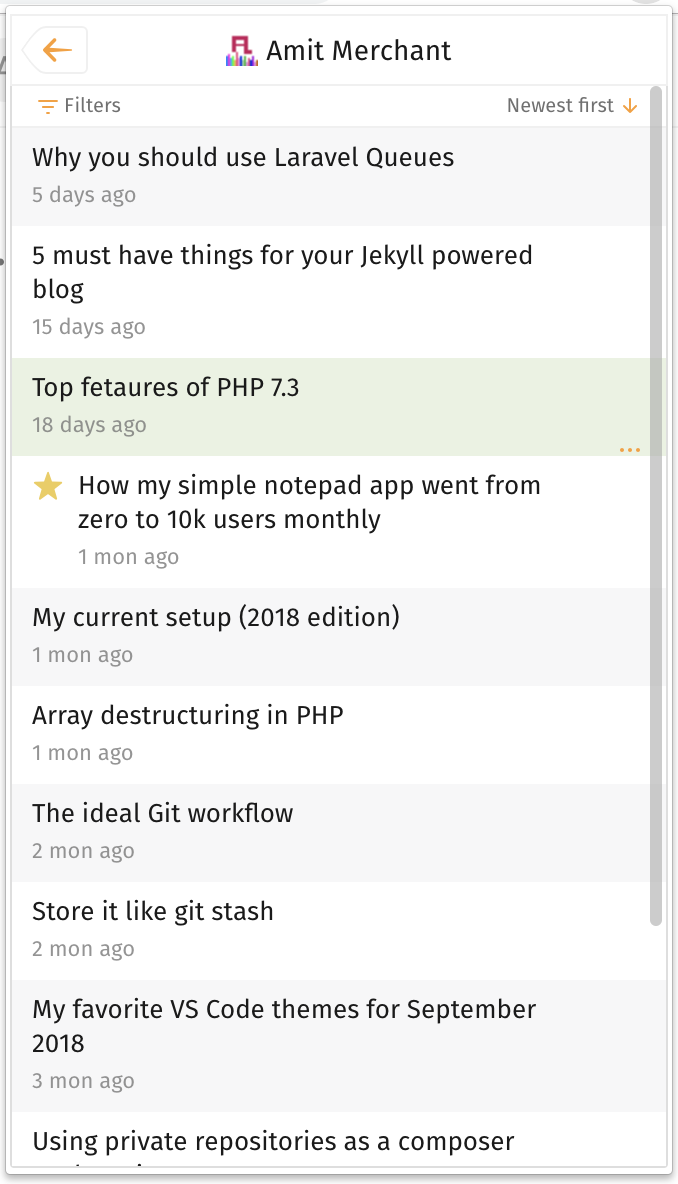 Amit Merchant
Filters
Newest first
Why you should use Laravel Queues
5 days ago
5 must have things for your Jekyll powered
blog
15 days ago
Top fetaures of PHP 7.3
18 days ago
How my simple notepad app went from
zero to 10k users monthly
1 mon ago
My current setup (2018 edition)
1 mon ago
Array destructuring in PHP
1 mon ago
The ideal Git workflow
2 mon ago
Store it like git stash
2 mon ago
My favorite VS Code themes for September
2018
3 mon ago
Using private repositories as a composer